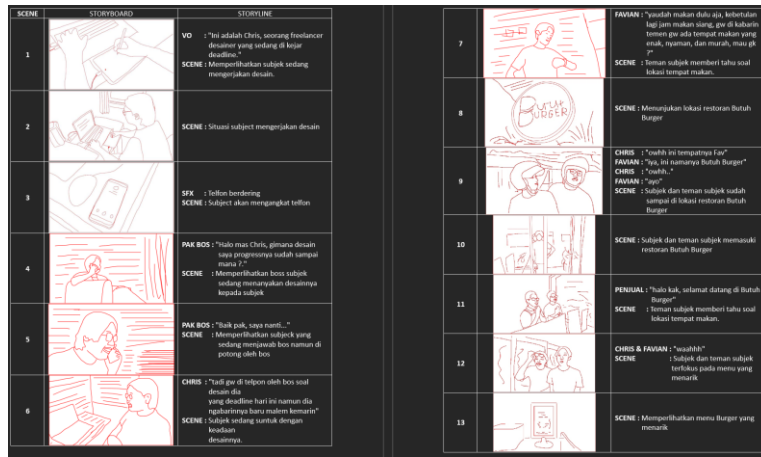 SCENE STORYBOARD STORYLINE
1
VO : "Ini adalah Chris, seorang freelancer
desainer yang sedang di kejar
deadline."
SCENE : Memperlihatkan subjek sedang
mengerjakan desain.
2
SCENE : Situasi subject mengerjakan desain
3
SFX : Telfon berdering
SCENE : Subject akan mengangkat telfon
4
PAK BOS : "Halo mas Chris, gimana desain
saya progressnya sudah sampai
mana ?."
SCENE : Memperlihatkan boss subjek
sedang menanyakan desainnya
kepada subjek
5
PAK BOS : "Baik pak, saya nanti..."
SCENE : Memperlihatkan subjeck yang
sedang menjawab bos namun di
potong oleh bos
6
CHRIS : "tadi gw di telpon oleh bos soal
desain dia
yang deadline hari ini namun dia
ngabarinnya baru malem kemarin"
SCENE : Subjek sedang suntuk dengan
keadaan
desainnya.
7
FAVIAN : "yaudah makan dulu aja, kebetulan
lagi jam makan siang, gw di kabarin
temen gw ada tempat makan yang
enak, nyaman, dan murah, mau gk
?"
SCENE : Teman subjek memberi tahu soal
lokasi tempat makan.
8
BUTUH
BURGER
SCENE : Menunjukan lokasi restoran Butuh
Burger
9
CHRIS : "owhh ini tempatnya Fav"
FAVIAN : "iya, ini namanya Butuh Burger"
CHRIS : "owhh.."
FAVIAN : "ayo"
SCENE : Subjek dan teman subjek sudah
sampai di lokasi restoran Butuh
Burger
10
SCENE : Subjek dan teman subjek memasuki
restoran Butuh Burger
11
PENJUAL : "halo kak, selamat datang di Butuh
Burger"
SCENE : Teman subjek memberi tahu soal
lokasi tempat makan.
12
CHRIS & FAVIAN : "waahhh"
SCENE : Subjek dan teman subjek
terfokus pada menu yang
menarik
13
SCENE : Memperlihatkan menu Burger yang
menarik